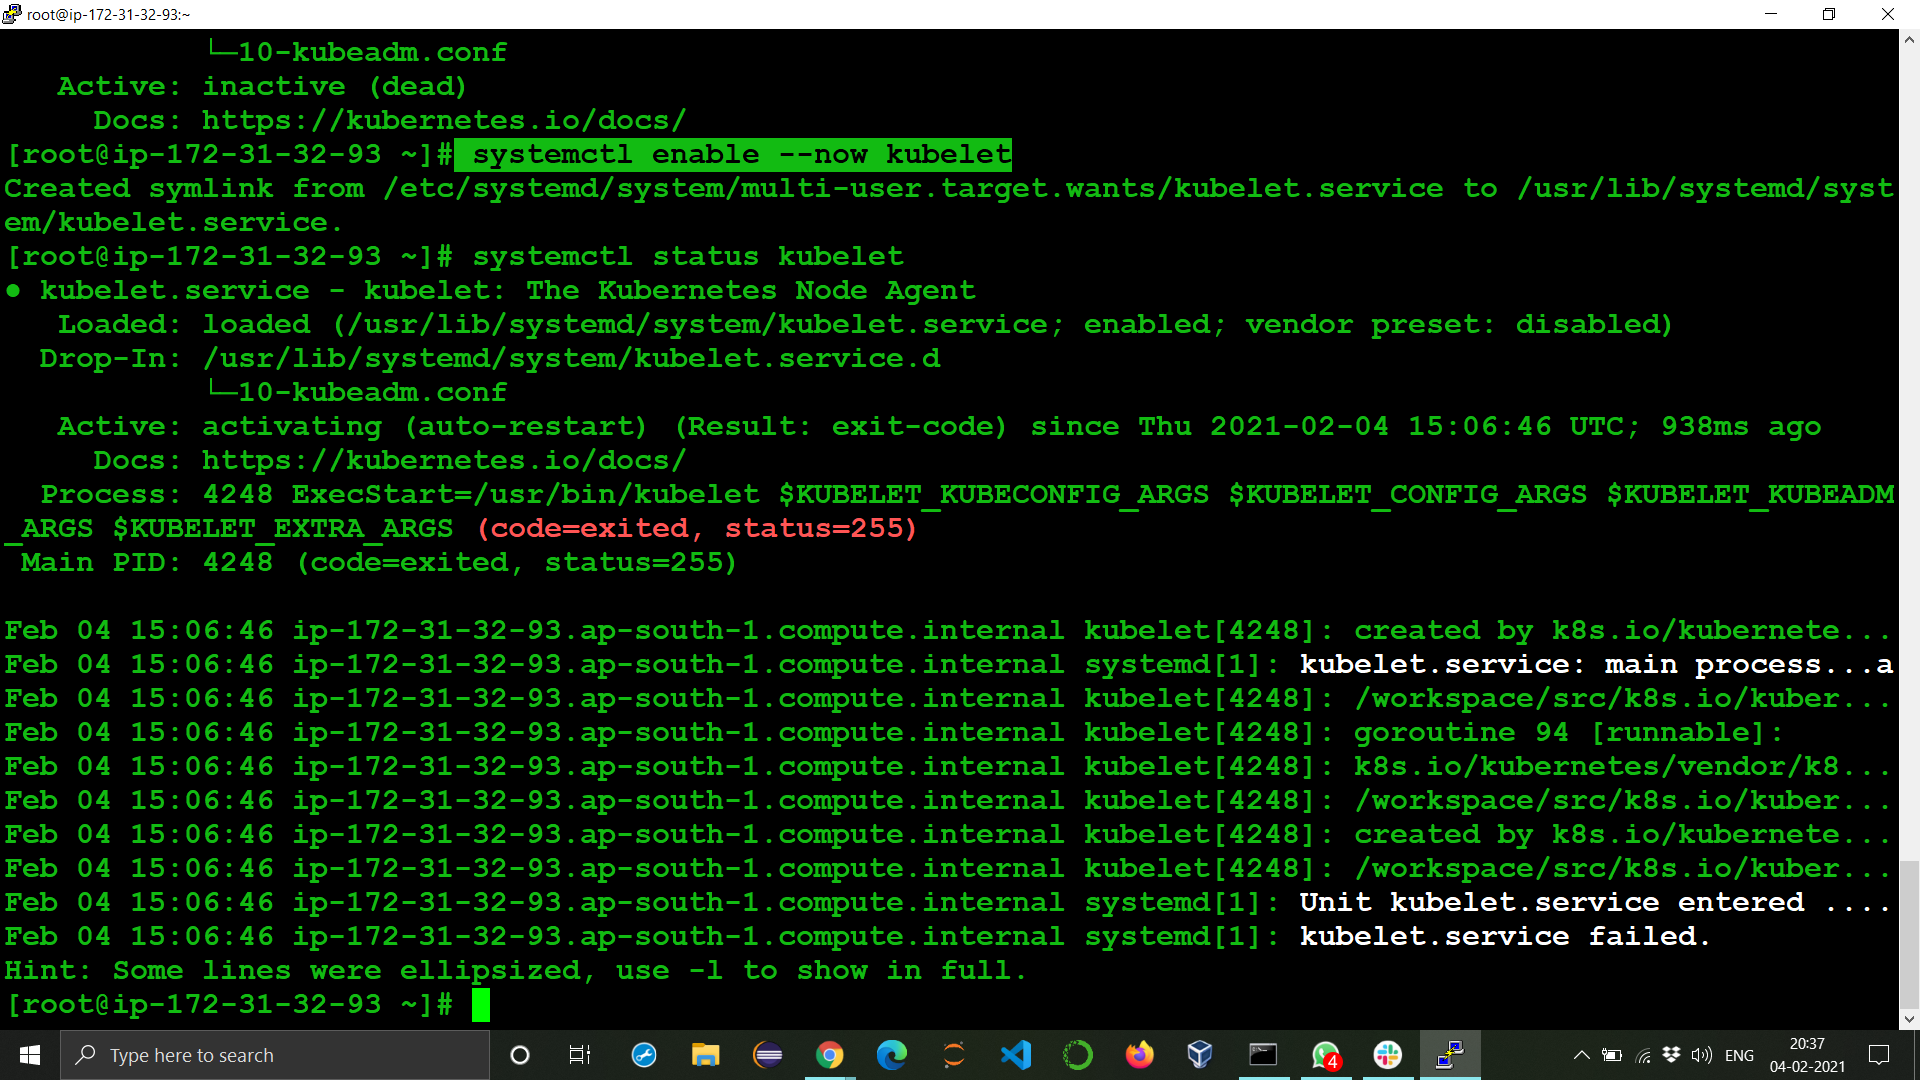 root@ip-172-31-32-93:~
└─10-kubeadm.conf
Active: inactive (dead)
Docs: https://kubernetes.io/docs/
[root@ip-172-31-32-93 ~]# systemctl enable --now kubelet
Created symlink from /etc/systemd/system/multi-user.target.wants/kubelet.service to /usr/lib/systemd/syst
em/kubelet.service.
[root@ip-172-31-32-93 ~]# systemctl status kubelet
● kubelet.service - kubelet: The Kubernetes Node Agent
Loaded: loaded (/usr/lib/systemd/system/kubelet.service; enabled; vendor preset: disabled)
Drop-In: /usr/lib/systemd/system/kubelet.service.d
└─10-kubeadm.conf
Active: activating (auto-restart) (Result: exit-code) since Thu 2021-02-04 15:06:46 UTC; 938ms ago
Docs: https://kubernetes.io/docs/
Process: 4248 ExecStart=/usr/bin/kubelet $KUBELET_KUBECONFIG_ARGS $KUBELET_CONFIG_ARGS $KUBELET_KUBEADM
_ARGS $KUBELET_EXTRA_ARGS (code=exited, status=255)
Main PID: 4248 (code=exited, status=255)
Feb 04 15:06:46 ip-172-31-32-93.ap-south-1.compute.internal kubelet[4248]: created by k8s.io/kubernete...
Feb 04 15:06:46 ip-172-31-32-93.ap-south-1.compute.internal systemd[1]: kubelet.service: main process...a
Feb 04 15:06:46 ip-172-31-32-93.ap-south-1.compute.internal kubelet[4248]: /workspace/src/k8s.io/kuber...
Feb 04 15:06:46 ip-172-31-32-93.ap-south-1.compute.internal kubelet[4248]: goroutine 94 [runnable]:
Feb 04 15:06:46 ip-172-31-32-93.ap-south-1.compute.internal kubelet[4248]: k8s.io/kubernetes/vendor/k8...
Feb 04 15:06:46 ip-172-31-32-93.ap-south-1.compute.internal kubelet[4248]: /workspace/src/k8s.io/kuber...
Feb 04 15:06:46 ip-172-31-32-93.ap-south-1.compute.internal kubelet[4248]: created by k8s.io/kubernete...
Feb 04 15:06:46 ip-172-31-32-93.ap-south-1.compute.internal kubelet[4248]: /workspace/src/k8s.io/kuber...
Feb 04 15:06:46 ip-172-31-32-93.ap-south-1.compute.internal systemd[1]: Unit kubelet.service entered ....
Feb 04 15:06:46 ip-172-31-32-93.ap-south-1.compute.internal systemd[1]: kubelet.service failed.
Hint: Some lines were ellipsized, use -l to show in full.
[root@ip-172-31-32-93 ~]#
Type here to search
4
ENG
20:37
04-02-2021